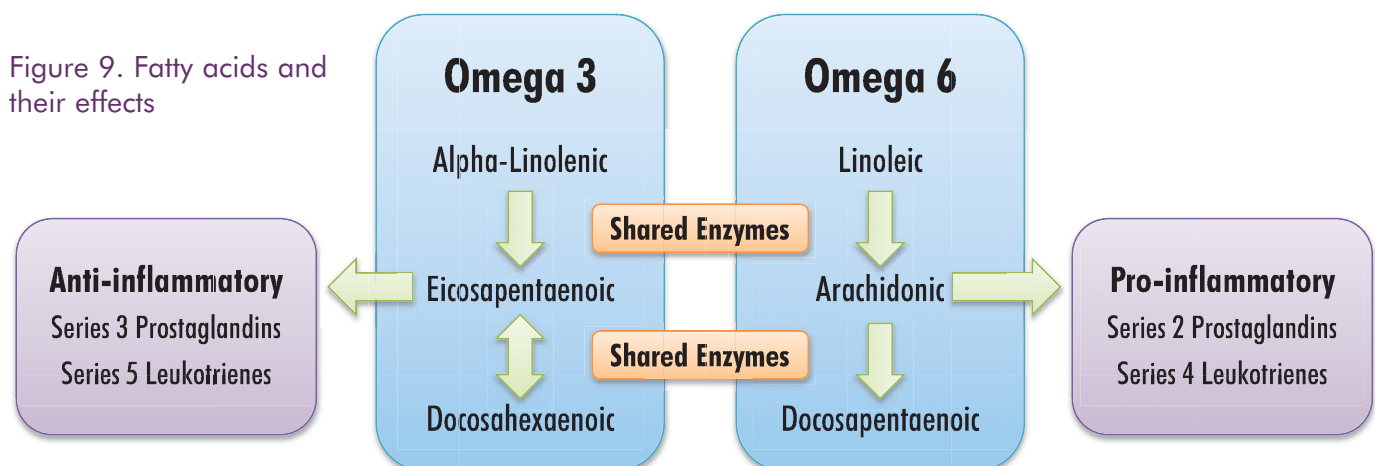 Figure 9. Fatty acids and
their effects
Omega 3
Alpha-Linolenic
Eicosapentaenoic
Docosahexaenoic
Omega 6
Linoleic
Arachidonic
Docosapentaenoic
Shared Enzymes
Shared Enzymes
Anti-inflammatory
Series 3 Prostaglandins
Series 5 Leukotrienes
Pro-inflammatory
Series 2 Prostaglandins
Series 4 Leukotrienes